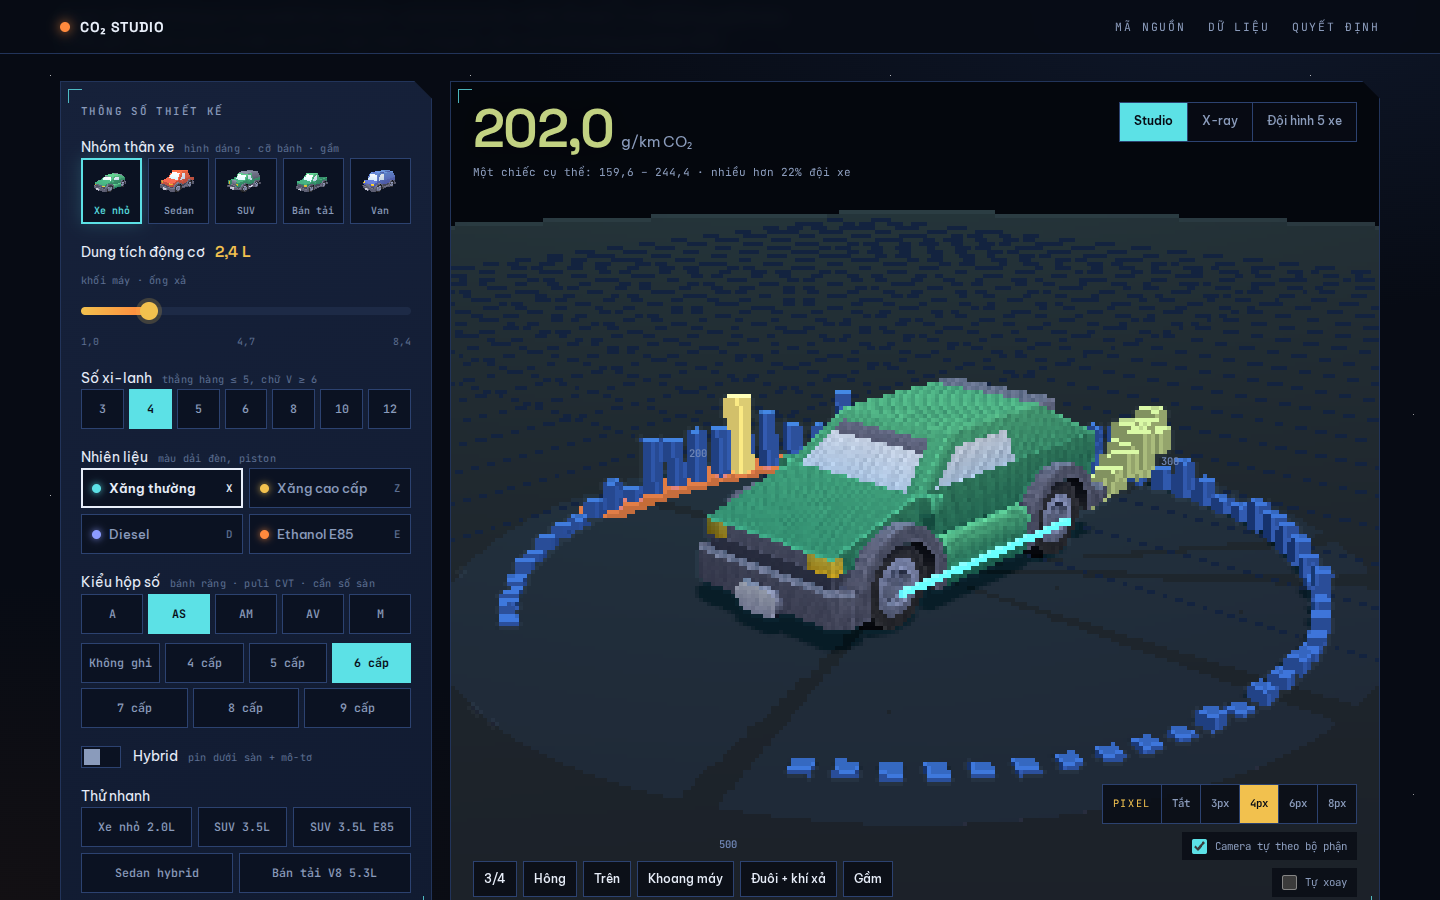 CO₂ STUDIO
MÃ NGUỒN DỮ LIỆU QUYẾT ĐỊNH
THÔNG SỐ THIẾT KẾ
Nhóm thân xe hình dáng · cỡ bánh · gầm
Xe nhỏ Sedan SUV Bán tải Van
Dung tích động cơ 2,4 L
khối máy · ống xả
1,0 4,7 8,4
Số xi-lanh thẳng hàng ≤ 5, chữ V ≥ 6
3 4 5 6 8 10 12
Nhiên liệu màu dải đèn, piston
Xăng thường X Xăng cao cấp Z
Diesel D Ethanol E85 E
Kiểu hộp số bánh răng · puli CVT · cần số sàn
A AS AM AV M
Không ghi 4 cấp 5 cấp 6 cấp
7 cấp 8 cấp 9 cấp
Hybrid pin dưới sàn + mô-tơ
Thử nhanh
Xe nhỏ 2.0L SUV 3.5L SUV 3.5L E85
Sedan hybrid Bán tải V8 5.3L
202,0 g/km CO₂
Một chiếc cụ thể: 159,6 – 244,4 · nhiều hơn 22% đội xe
Studio X-ray Đội hình 5 xe
200
300
500
PIXEL Tắt 3px 4px 6px 8px
Camera tự theo bộ phận
Tự xoay
3/4 Hông Trên Khoang máy Đuôi + khí xả Gầm